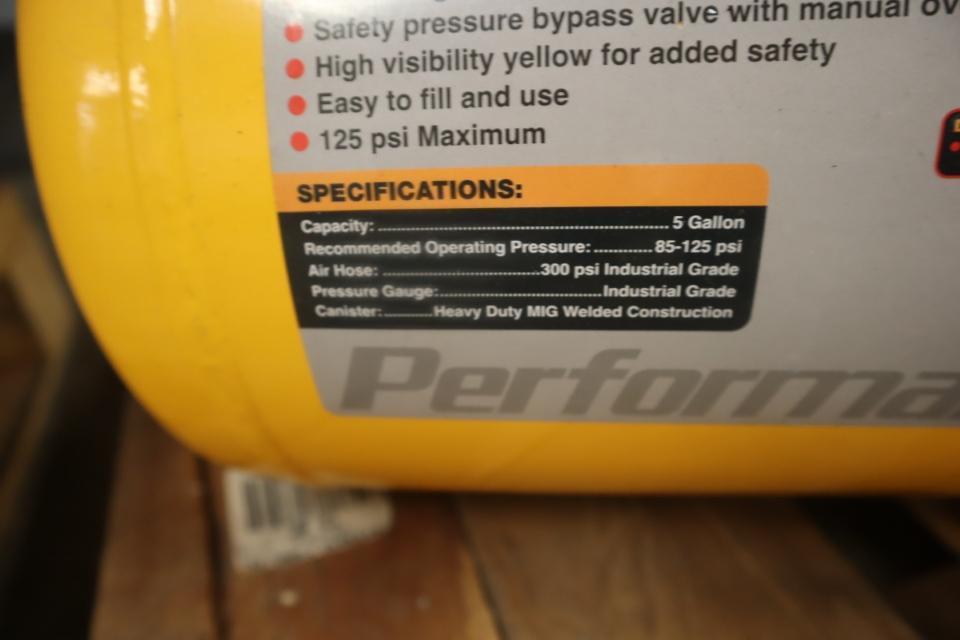 Safety pressure bypass valve with manual ov
High visibility yellow for added safety
Easy to fill and use
125 psi Maximum
SPECIFICATIONS:
Capacity: ........ 5 Gallon
Recommended Operating Pressure: ........ 85-125 psi
Air Hose: ........ 300 psi Industrial Grade
Pressure Gauge: ........ Industrial Grade
Canister: ........ Heavy Duty MIG Welded Construction
Performa